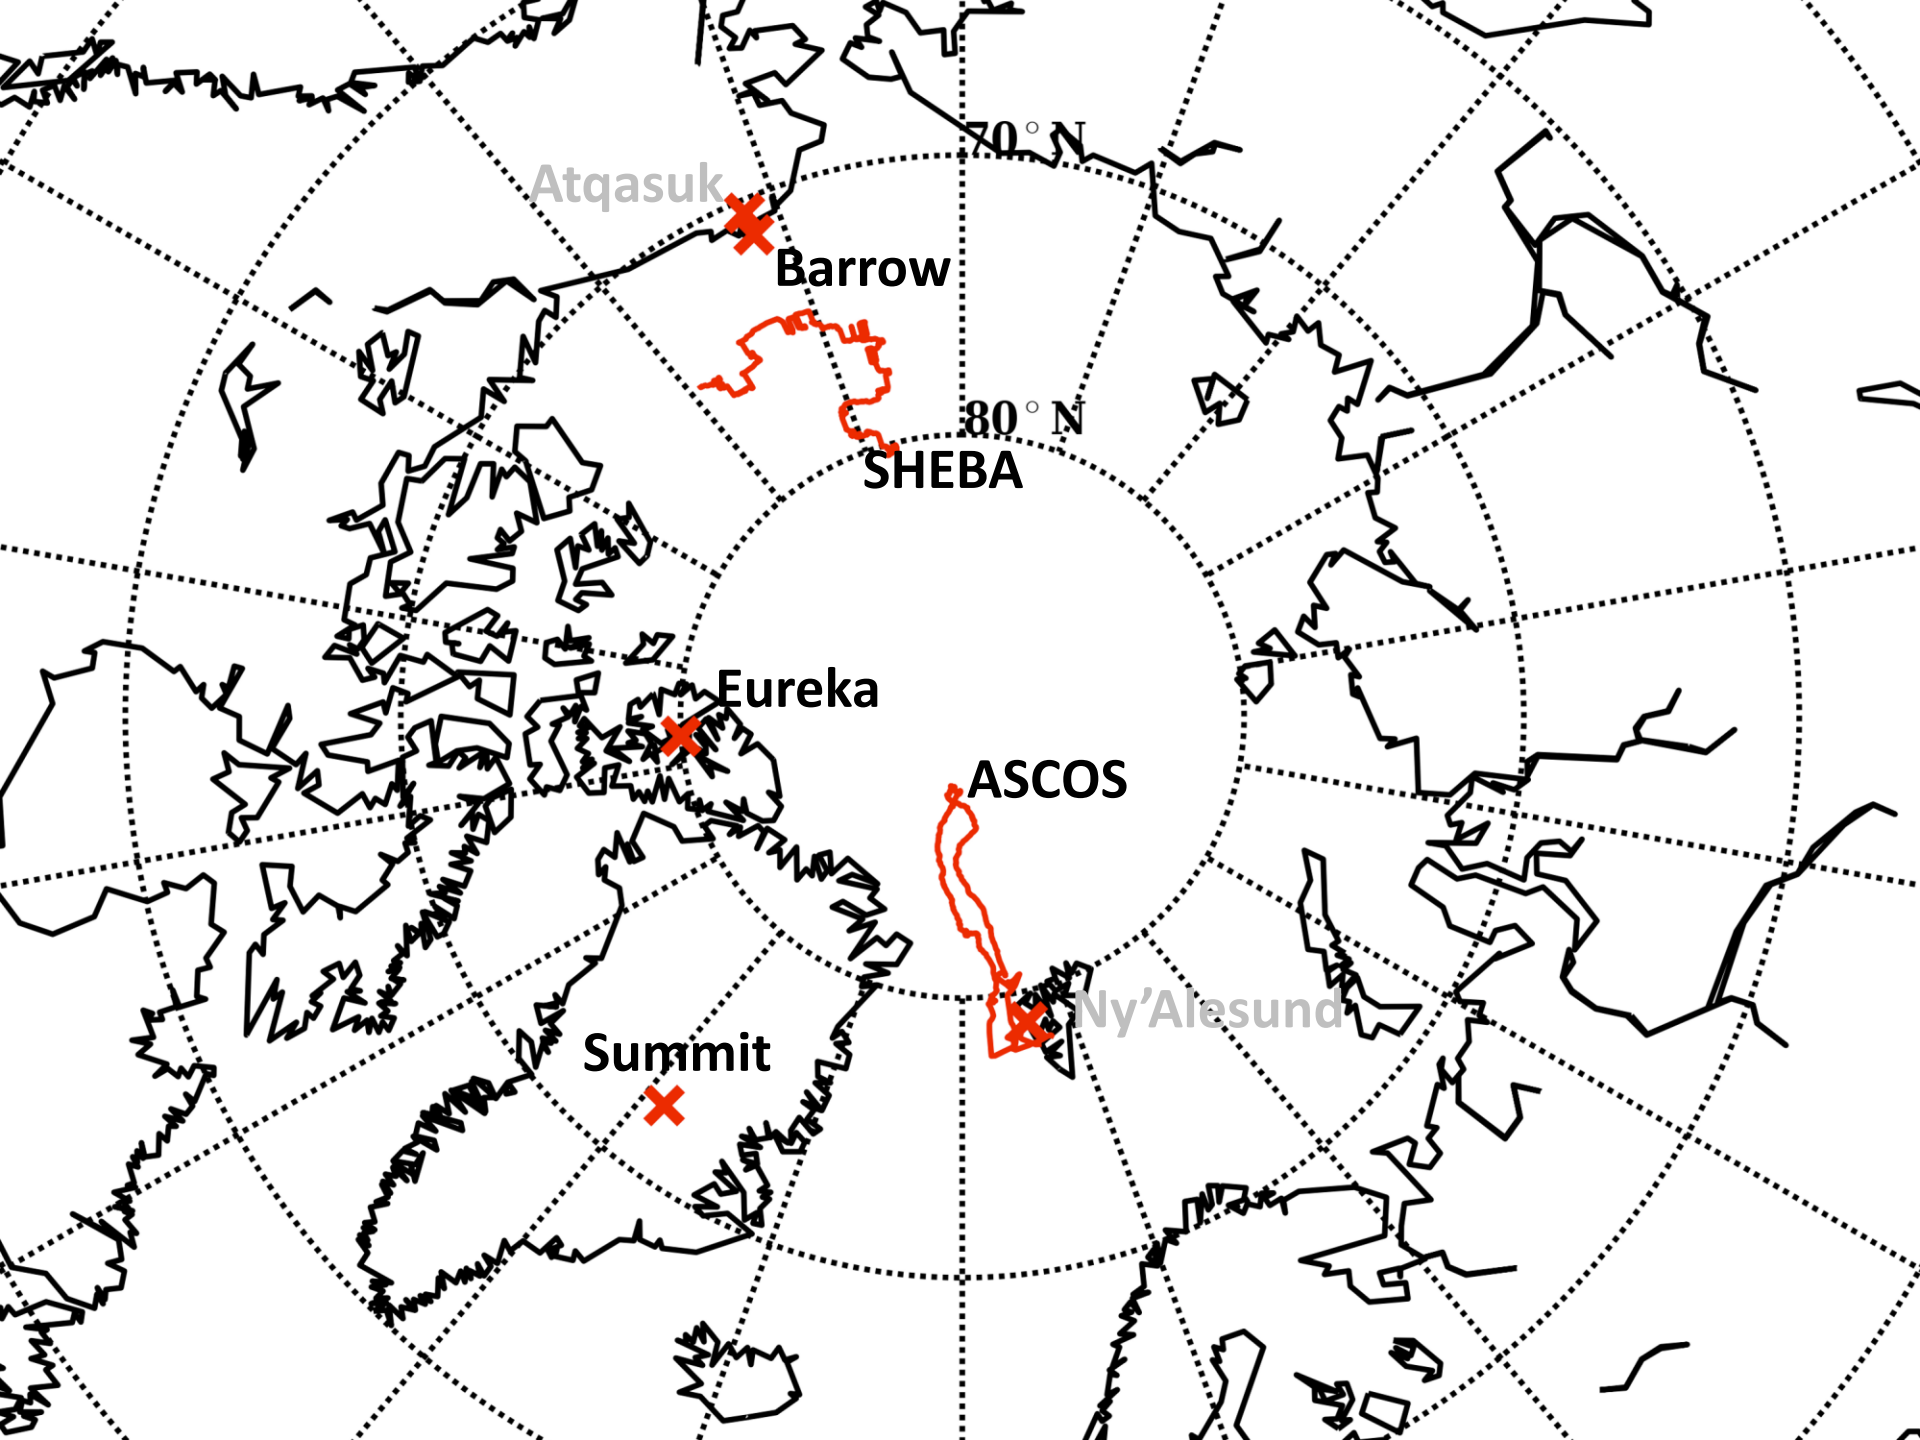 70°N
Atqasuk
Barrow
80°N
SHEBA
Eureka
ASCOS
Ny’Alesund
Summit